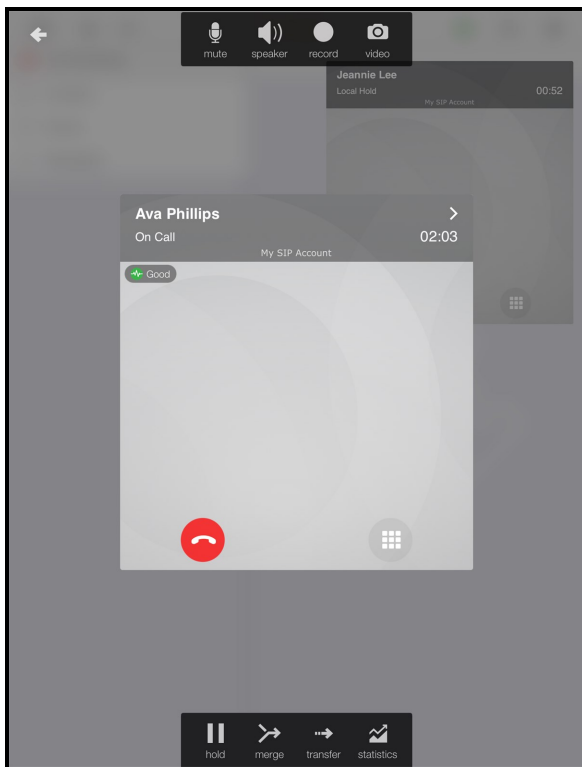 mute speaker record video
Jeannie Lee
Local Hold 00:52
My SIP Account
Ava Phillips
On Call 02:03
My SIP Account
Good
hold merge transfer statistics